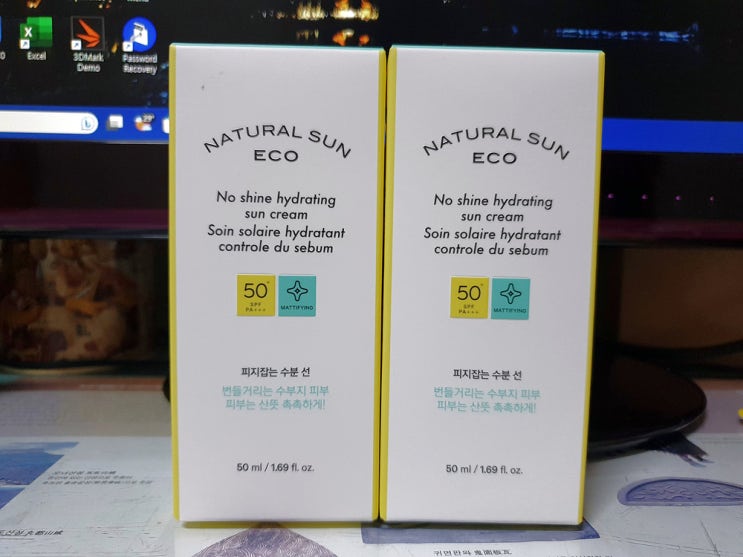 Excel
3DMark
Demo
Password
Recovery
29°
NATURAL SUN
ECO
No shine hydrating
sun cream
Soin solaire hydratant
controle du sebum
50+
SPF
PA+++
MATTIFYING
피지잡는 수분 선
번들거리는 수부지 피부
피부는 산뜻 촉촉하게!
50 ml / 1.69 fl. oz.
NATURAL SUN
ECO
No shine hydrating
sun cream
Soin solaire hydratant
controle du sebum
50+
SPF
PA+++
MATTIFYING
피지잡는 수분 선
번들거리는 수부지 피부
피부는 산뜻 촉촉하게!
50 ml / 1.69 fl. oz.